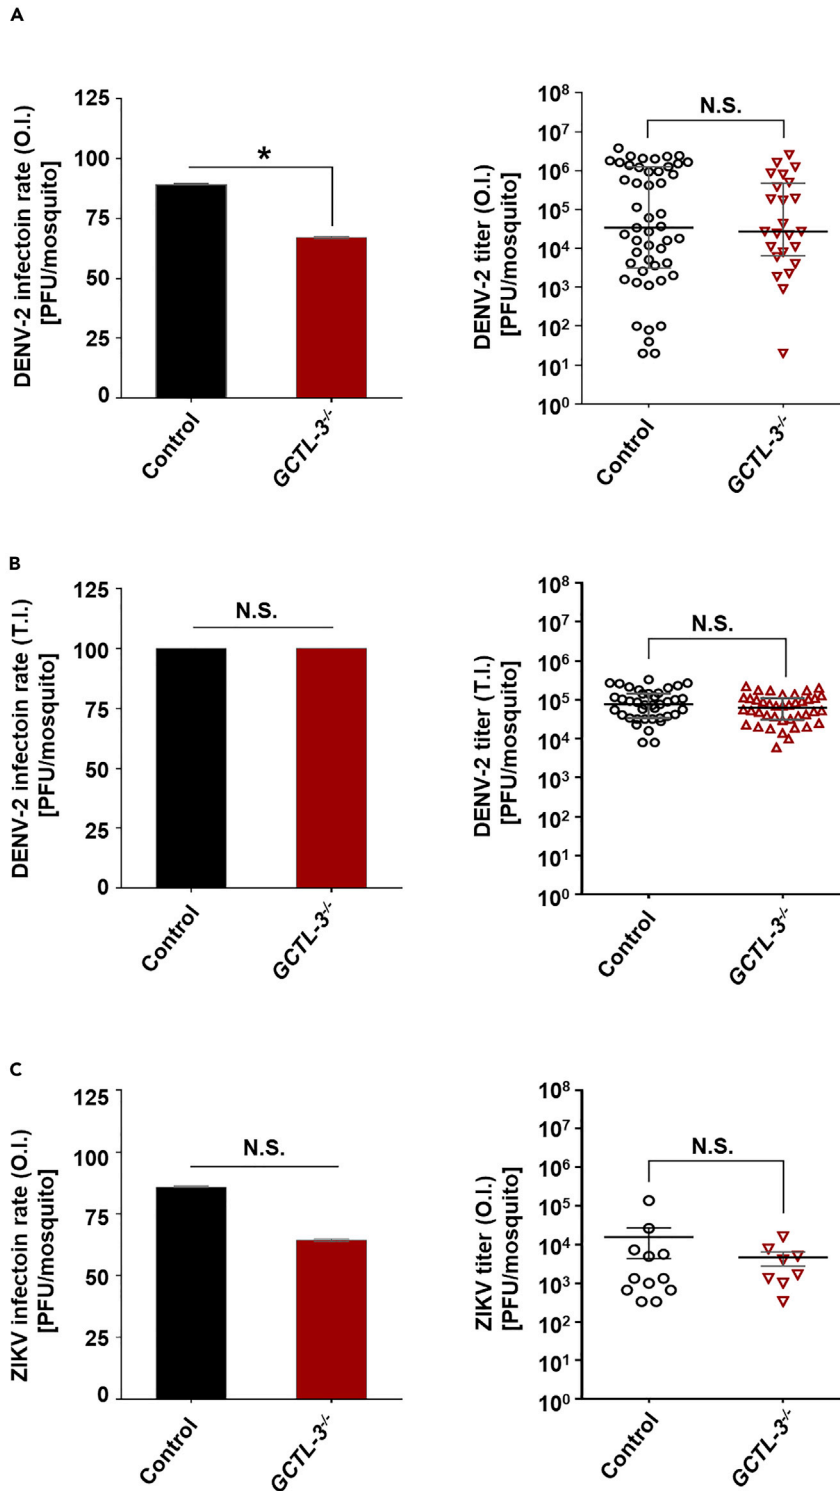 A
DENV-2 infectoin rate (O.I.)
[PFU/mosquito]
125
100
75
50
25
0
*
Control
GCTL-3-/-
DENV-2 titer (O.I.)
[PFU/mosquito]
10⁸
10⁷
10⁶
10⁵
10⁴
10³
10²
10¹
10⁰
N.S.
Control
GCTL-3-/-
B
DENV-2 infectoin rate (T.I.)
[PFU/mosquito]
125
100
75
50
25
0
N.S.
Control
GCTL-3-/-
DENV-2 titer (T.I.)
[PFU/mosquito]
10⁸
10⁷
10⁶
10⁵
10⁴
10³
10²
10¹
10⁰
N.S.
Control
GCTL-3-/-
C
ZIKV infectoin rate (O.I.)
[PFU/mosquito]
125
100
75
50
25
0
N.S.
Control
GCTL-3-/-
ZIKV titer (O.I.)
[PFU/mosquito]
10⁸
10⁷
10⁶
10⁵
10⁴
10³
10²
10¹
10⁰
N.S.
Control
GCTL-3-/-